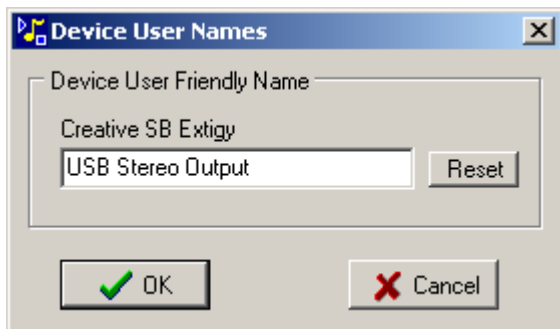 Device User Names
Device User Friendly Name
Creative SB Extigy
USB Stereo Output
Reset
OK
Cancel